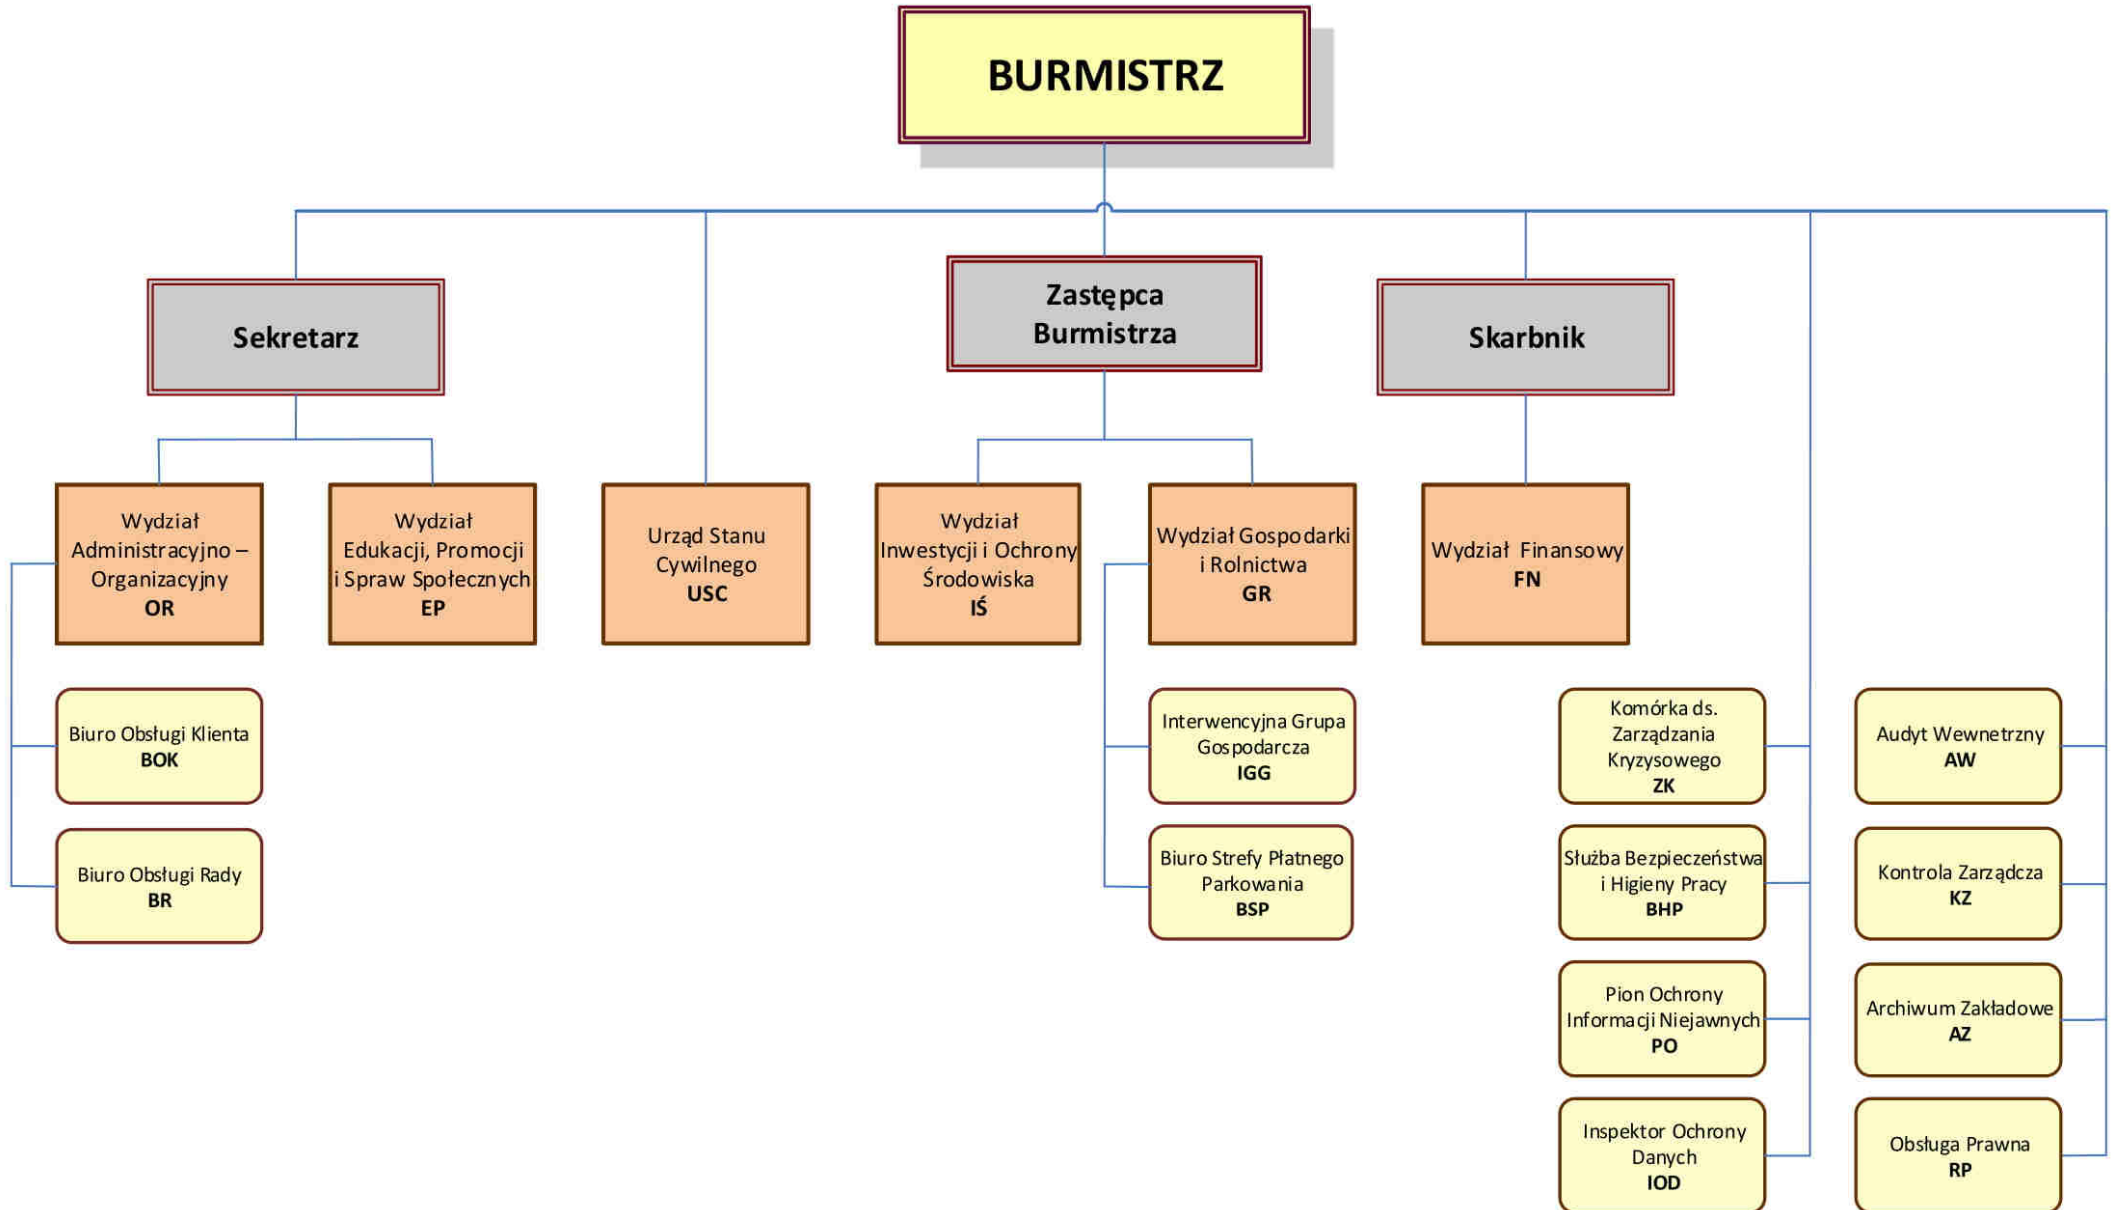 BURMISTRZ
Sekretarz
Zastępca
Burmistrza
Skarbnik
Wydział
Administracyjno –
Organizacyjny
OR
Wydział
Edukacji, Promocji
i Spraw Społecznych
EP
Urząd Stanu
Cywilnego
USC
Wydział
Inwestycji i Ochrony
Środowiska
IŚ
Wydział Gospodarki
i Rolnictwa
GR
Wydział Finansowy
FN
Biuro Obsługi Klienta
BOK
Interwencyjna Grupa
Gospodarcza
IGG
Komórka ds.
Zarządzania
Kryzysowego
ZK
Audyt Wewnetrzny
AW
Biuro Obsługi Rady
BR
Biuro Strefy Płatnego
Parkowania
BSP
Służba Bezpieczeństwa
i Higieny Pracy
BHP
Kontrola Zarządcza
KZ
Pion Ochrony
Informacji Niejawnych
PO
Archiwum Zakładowe
AZ
Inspektor Ochrony
Danych
IOD
Obsługa Prawna
RP